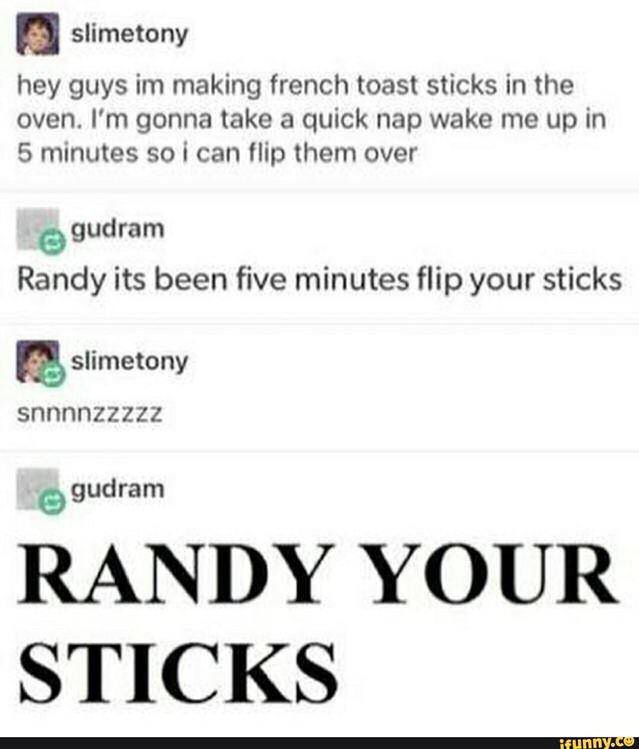 slimetony
hey guys im making french toast sticks in the
oven. I'm gonna take a quick nap wake me up in
5 minutes so i can flip them over
gudram
Randy its been five minutes flip your sticks
slimetony
snnnnzzzzz
gudram
RANDY YOUR
STICKS
ifunny.co